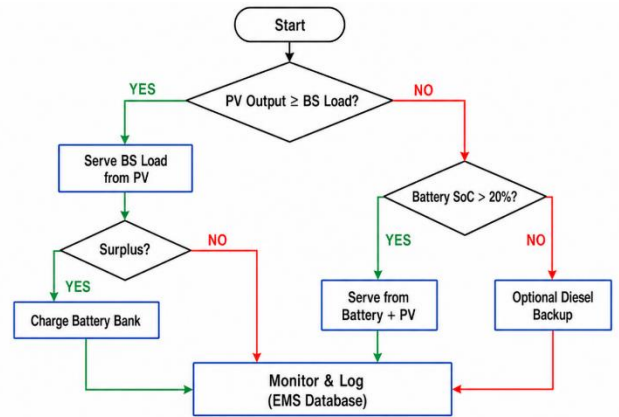 Start
PV Output ≥ BS Load?
YES
NO
Serve BS Load
from PV
Battery SoC > 20%?
Surplus?
NO
YES
NO
YES
Charge Battery Bank
Serve from
Battery + PV
Optional Diesel
Backup
Monitor & Log
(EMS Database)